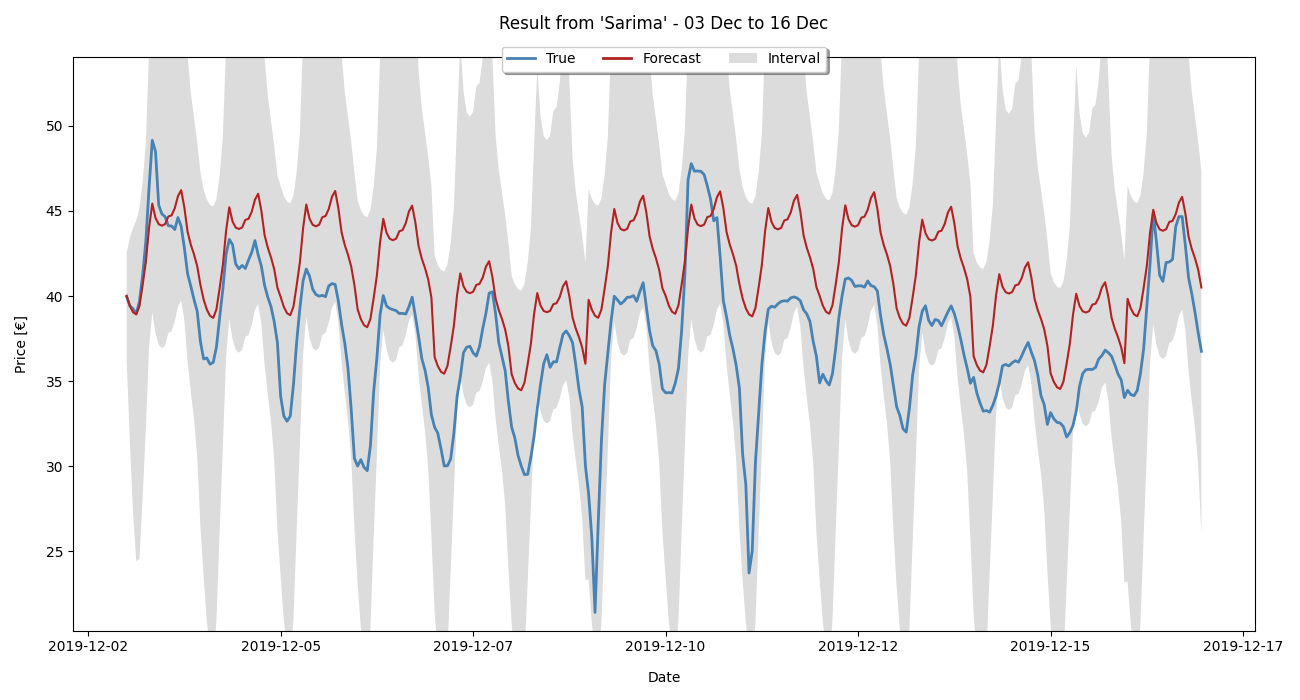 Result from 'Sarima' - 03 Dec to 16 Dec
True Forecast Interval
Price [€]
50
45
40
35
30
25
2019-12-02 2019-12-05 2019-12-07 2019-12-10 2019-12-12 2019-12-15 2019-12-17
Date